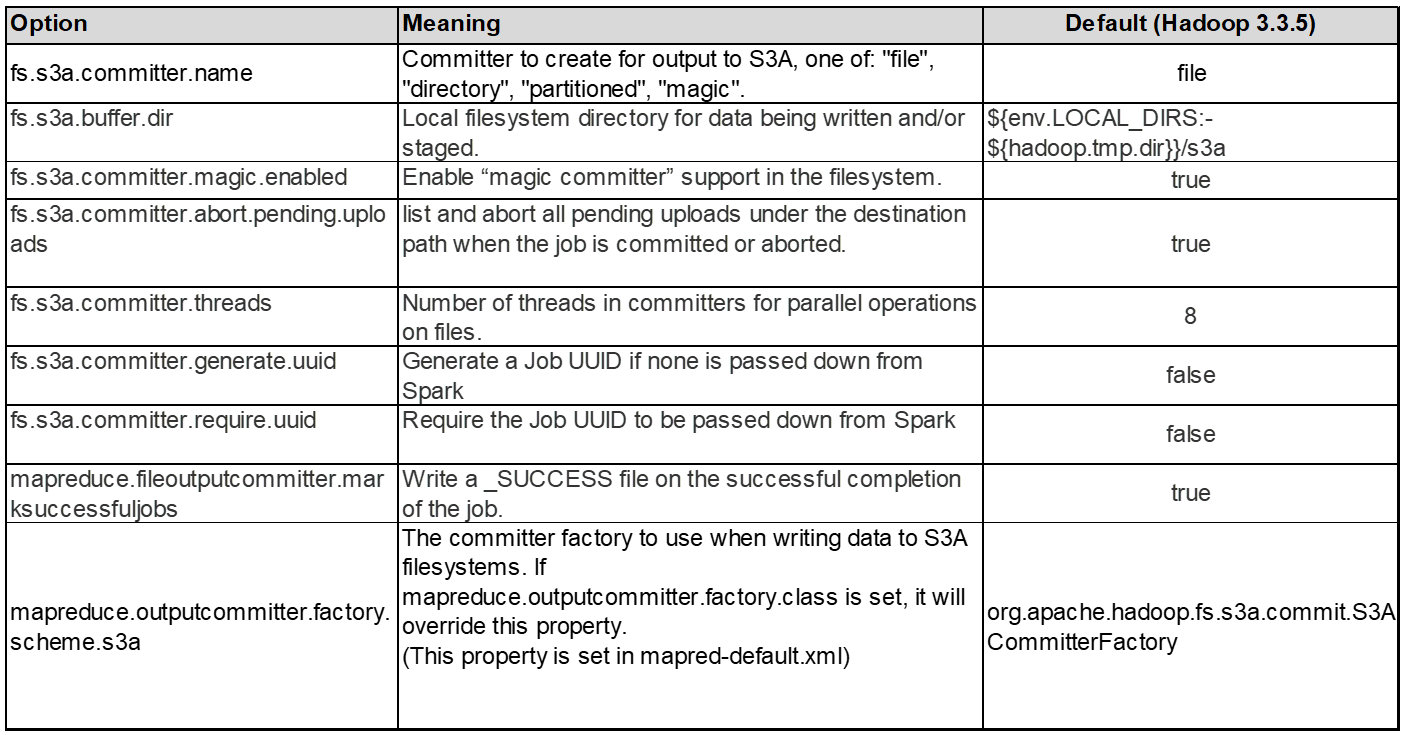 Option Meaning Default (Hadoop 3.3.5)
fs.s3a.committer.name
Committer to create for output to S3A, one of: "file",
"directory", "partitioned", "magic".
file
fs.s3a.buffer.dir
Local filesystem directory for data being written and/or
staged.
${env.LOCAL_DIRS:-
${hadoop.tmp.dir}}/s3a
fs.s3a.committer.magic.enabled
Enable “magic committer” support in the filesystem.
true
fs.s3a.committer.abort.pending.uplo
ads
list and abort all pending uploads under the destination
path when the job is committed or aborted.
true
fs.s3a.committer.threads
Number of threads in committers for parallel operations
on files.
8
fs.s3a.committer.generate.uuid
Generate a Job UUID if none is passed down from
Spark
false
fs.s3a.committer.require.uuid
Require the Job UUID to be passed down from Spark
false
mapreduce.fileoutputcommitter.mar
ksuccessfuljobs
Write a _SUCCESS file on the successful completion
of the job.
true
mapreduce.outputcommitter.factory.
scheme.s3a
The committer factory to use when writing data to S3A
filesystems. If
mapreduce.outputcommitter.factory.class is set, it will
override this property.
(This property is set in mapred-default.xml)
org.apache.hadoop.fs.s3a.commit.S3A
CommitterFactory